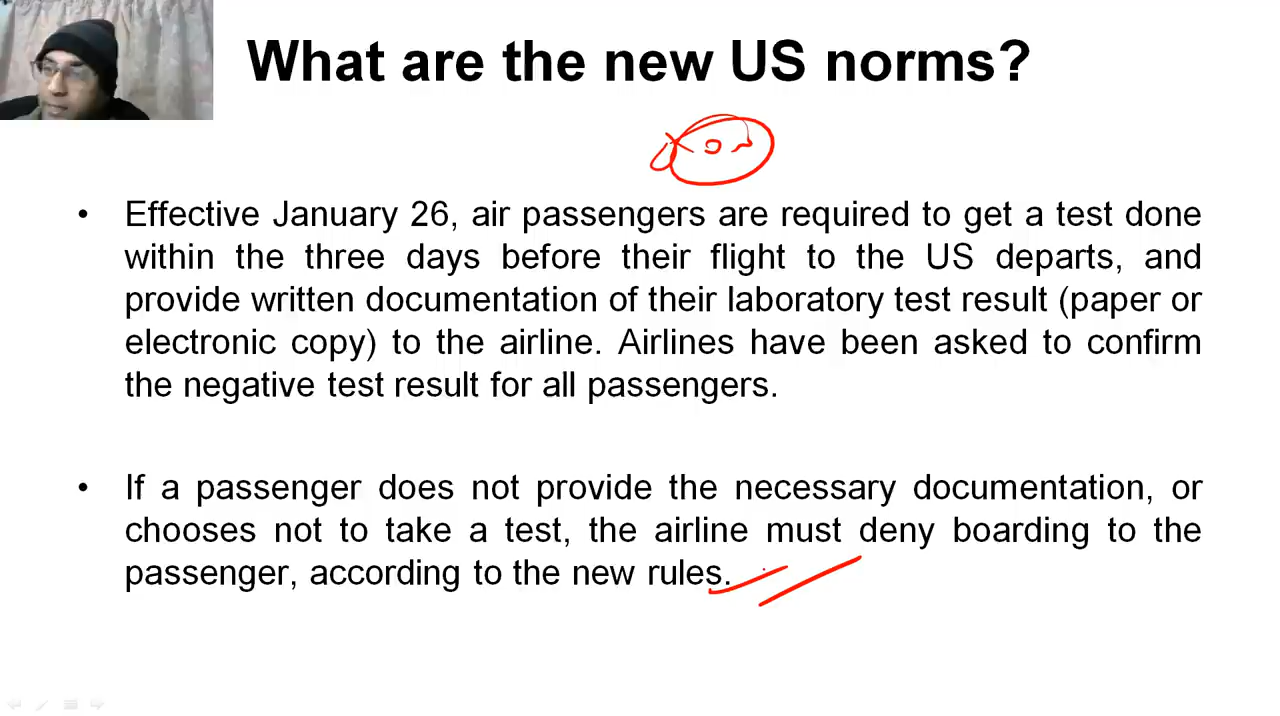 What are the new US norms?
• Effective January 26, air passengers are required to get a test done
within the three days before their flight to the US departs, and
provide written documentation of their laboratory test result (paper or
electronic copy) to the airline. Airlines have been asked to confirm
the negative test result for all passengers.
• If a passenger does not provide the necessary documentation, or
chooses not to take a test, the airline must deny boarding to the
passenger, according to the new rules.